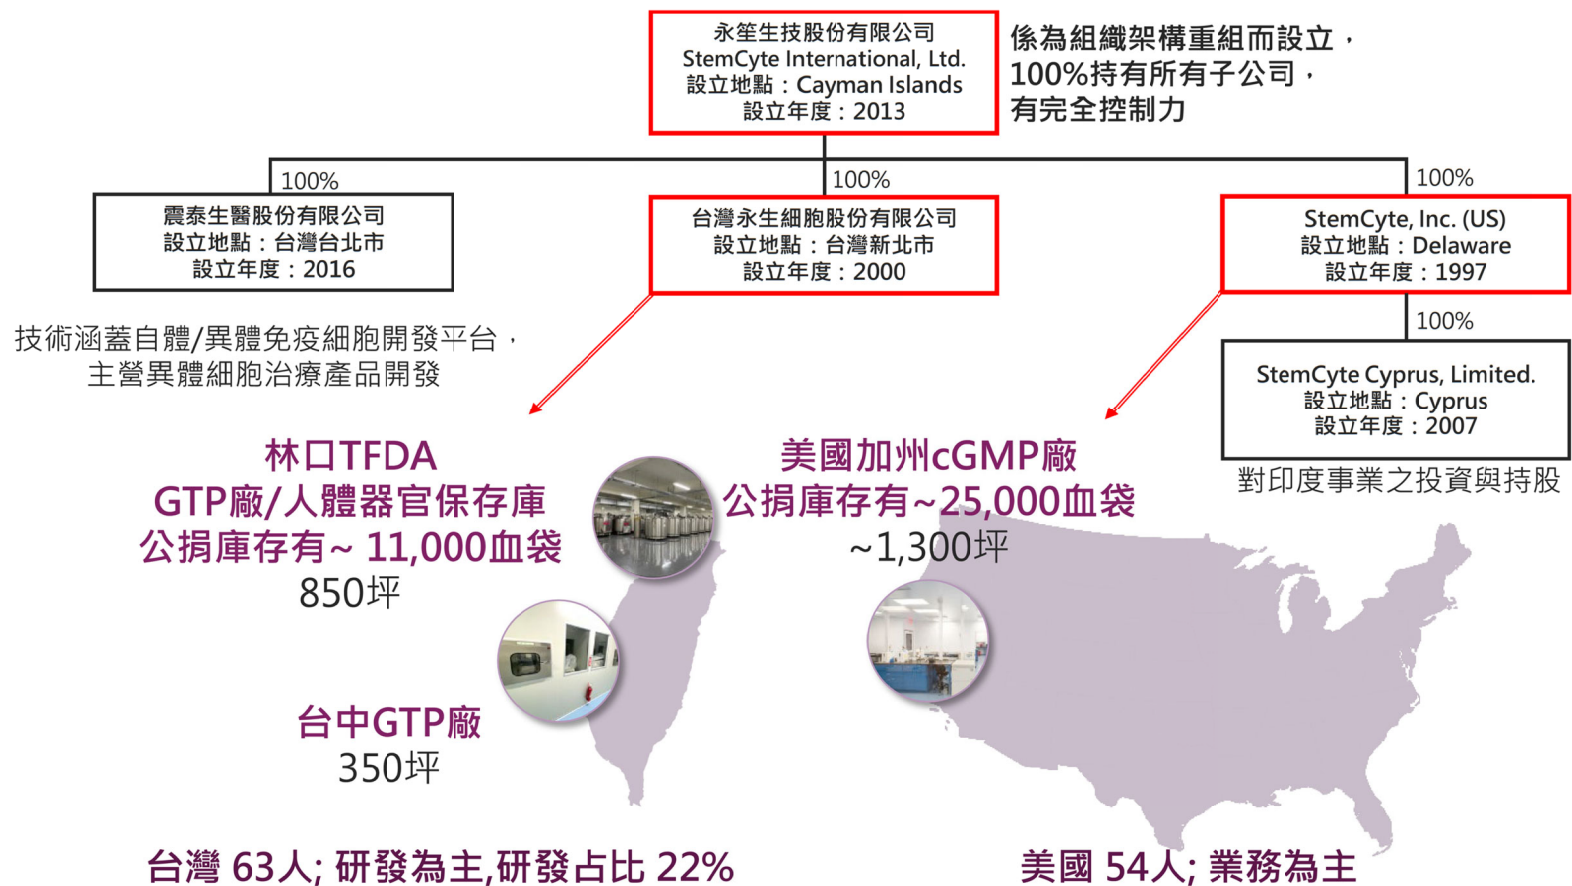 永笙生技股份有限公司
StemCyte International, Ltd.
設立地點：Cayman Islands
設立年度：2013
係為組織架構重組而設立，
100%持有所有子公司，
有完全控制力
100%
100%
100%
震泰生醫股份有限公司
設立地點：台灣台北市
設立年度：2016
台灣永生細胞股份有限公司
設立地點：台灣新北市
設立年度：2000
StemCyte, Inc. (US)
設立地點：Delaware
設立年度：1997
技術涵蓋自體/異體免疫細胞開發平台，
主營異體細胞治療產品開發
100%
StemCyte Cyprus, Limited.
設立地點：Cyprus
設立年度：2007
對印度事業之投資與持股
林口TFDA
GTP廠/人體器官保存庫
公捐庫存有~ 11,000血袋
850坪
美國加州cGMP廠
公捐庫存有~25,000血袋
~1,300坪
台中GTP廠
350坪
台灣 63人; 研發為主,研發占比 22%
美國 54人; 業務為主